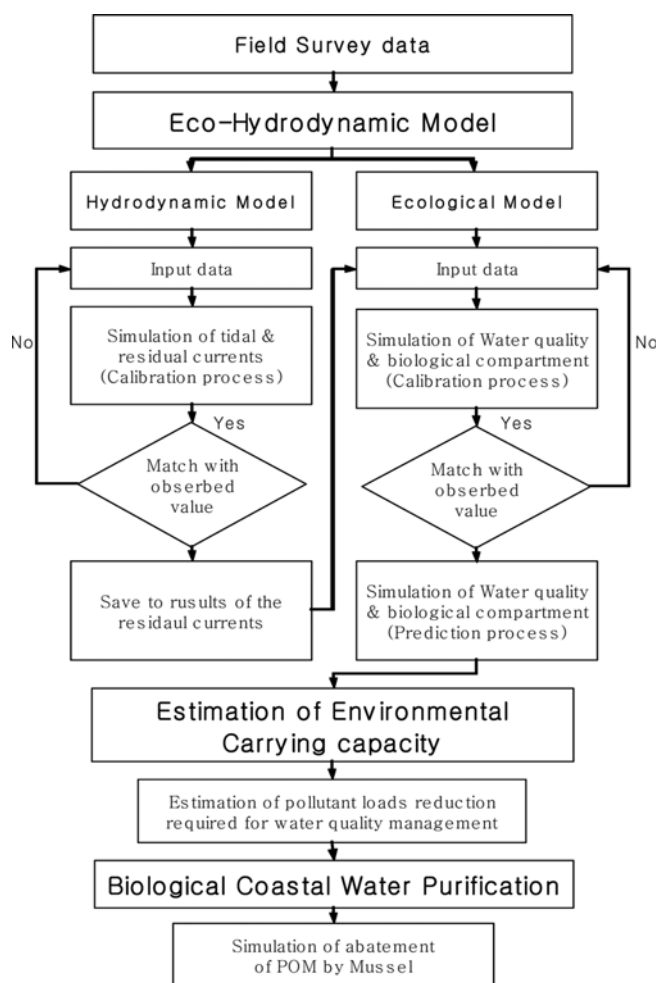 Field Survey data
Eco-Hydrodynamic Model
Hydrodynamic Model
Ecological Model
Input data
Input data
No
Simulation of tidal &
residual currents
(Calibration process)
Simulation of Water quality
& biological compartment
(Calibration process)
No
Yes
Yes
Match with
obserbed
value
Match with
observed
value
Save to rusults of the
residaul currents
Simulation of Water quality
& biological compartment
(Prediction process)
Estimation of Environmental
Carrying capacity
Estimation of pollutant loads reduction
required for water quality management
Biological Coastal Water Purification
Simulation of abatement
of POM by Mussel